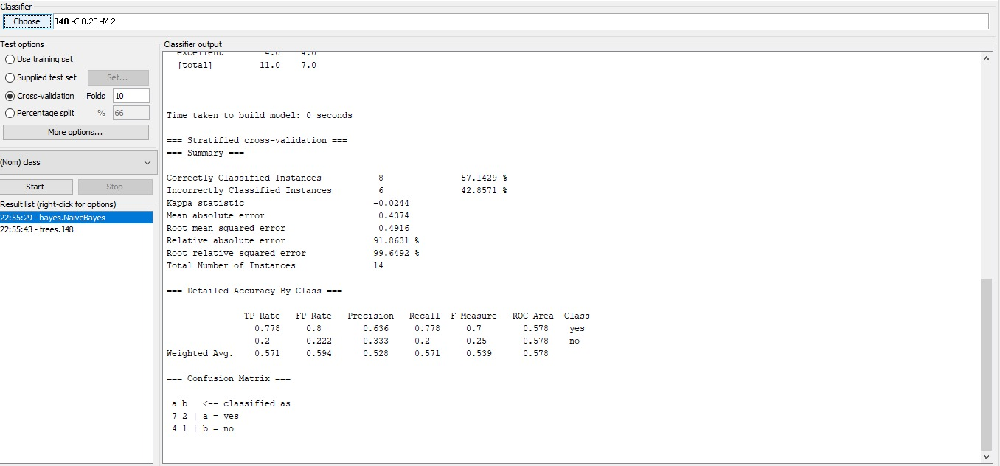 Classifier
Choose J48 -C 0.25 -M 2
Test options
Use training set
Supplied test set Set...
Cross-validation Folds 10
Percentage split % 66
More options...
(Nom) class
Start Stop
Result list (right-click for options)
22:55:29 - bayes.NaiveBayes
22:55:43 - trees.J48
Classifier output
excellent 4.0 4.0
[total] 11.0 7.0
Time taken to build model: 0 seconds
=== Stratified cross-validation ===
=== Summary ===
Correctly Classified Instances 8 57.1429 %
Incorrectly Classified Instances 6 42.8571 %
Kappa statistic -0.0244
Mean absolute error 0.4374
Root mean squared error 0.4916
Relative absolute error 91.8631 %
Root relative squared error 99.6492 %
Total Number of Instances 14
=== Detailed Accuracy By Class ===
TP Rate FP Rate Precision Recall F-Measure ROC Area Class
0.778 0.8 0.636 0.778 0.7 0.578 yes
0.2 0.222 0.333 0.2 0.25 0.578 no
Weighted Avg. 0.571 0.594 0.528 0.571 0.539 0.578
=== Confusion Matrix ===
a b <-- classified as
7 2 | a = yes
4 1 | b = no